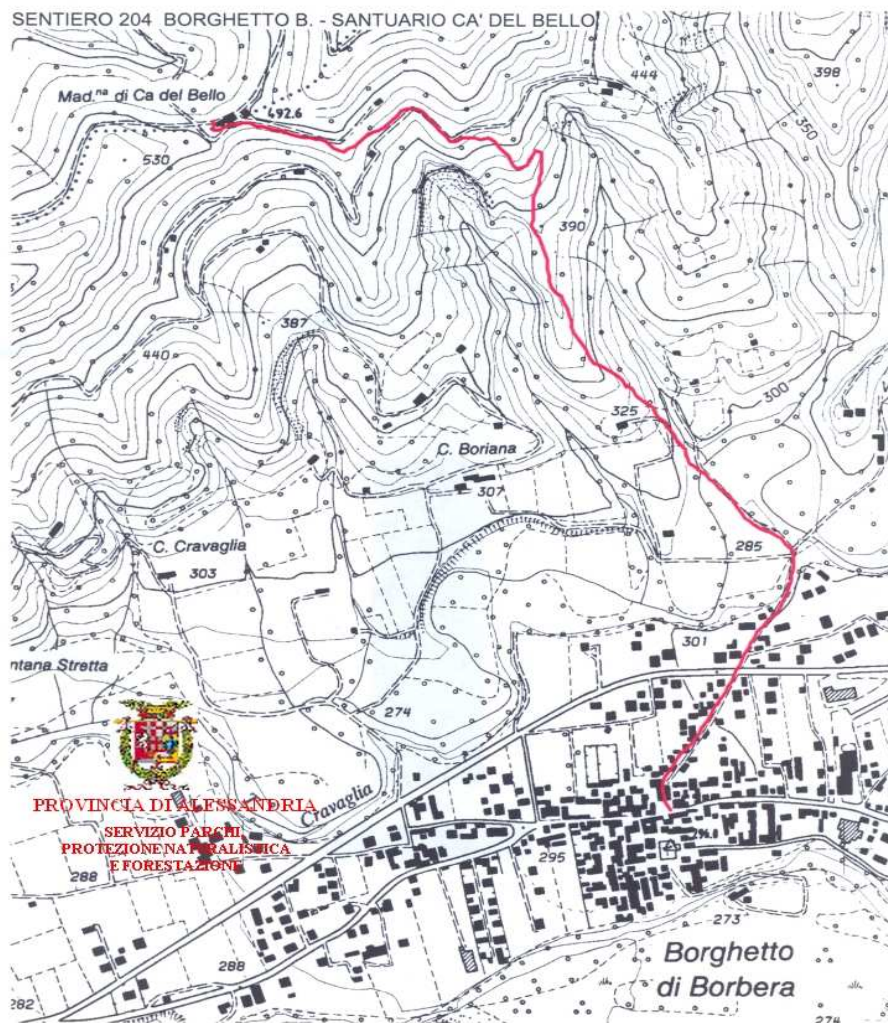 SENTIERO 204 BORGHETTO B. - SANTUARIO CA' DEL BELLO
444
398
Mad.na di Ca del Bello
492.6
350
530
390
387
440
300
325
C. Boriana
307
C. Cravaglia
285
303
301
ntana Stretta
274
PROVINCIA DI ALESSANDRIA
Cravaglia
SERVIZIO PARCHI,
PROTEZIONE NATURALISTICA
E FORESTAZIONE
295
288
273
Borghetto
di Borbera
288
282
274